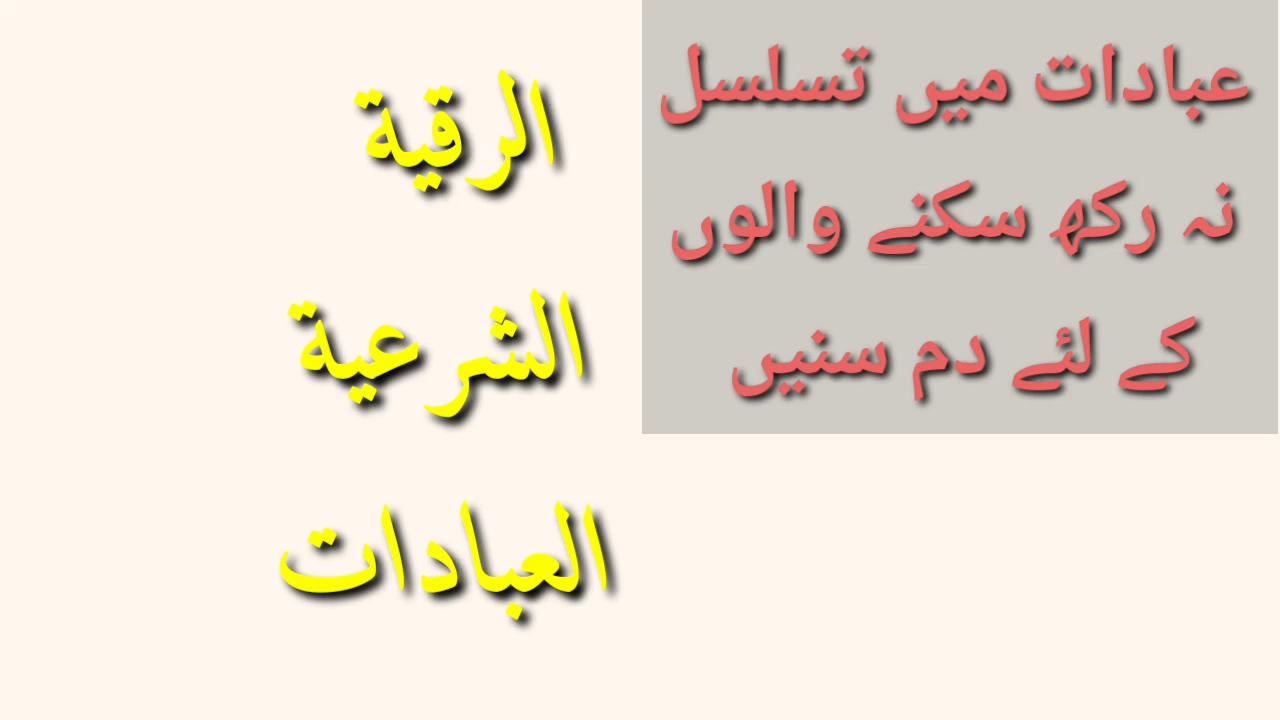 عبادات میں تسلسل
نہ رکھ سکنے والوں
کے لئے دم سنیں
الرقية
الشرعية
العبادات